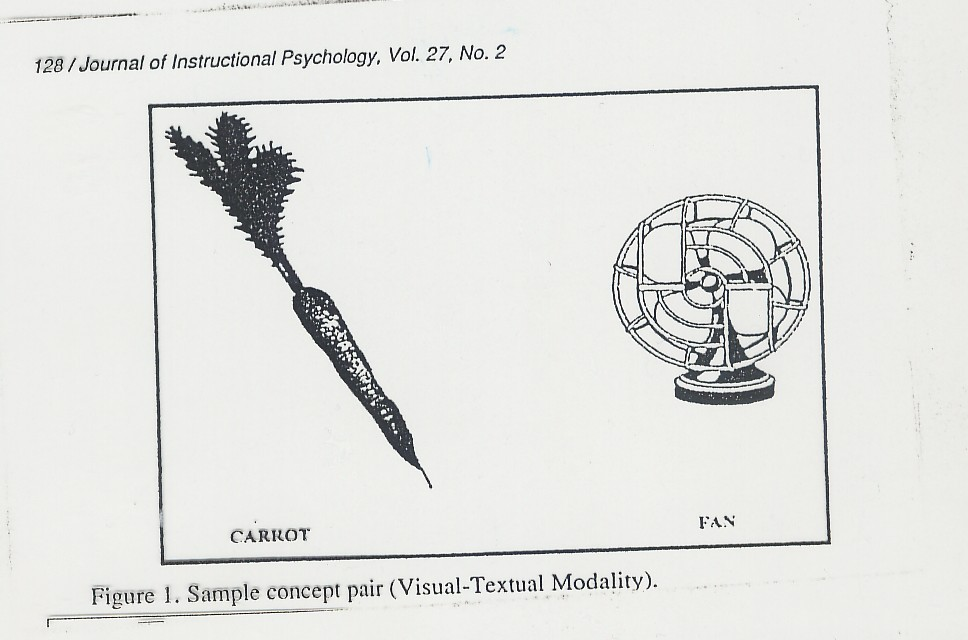 128 / Journal of Instructional Psychology, Vol. 27, No. 2
CARROT
FAN
Figure 1. Sample concept pair (Visual-Textual Modality).